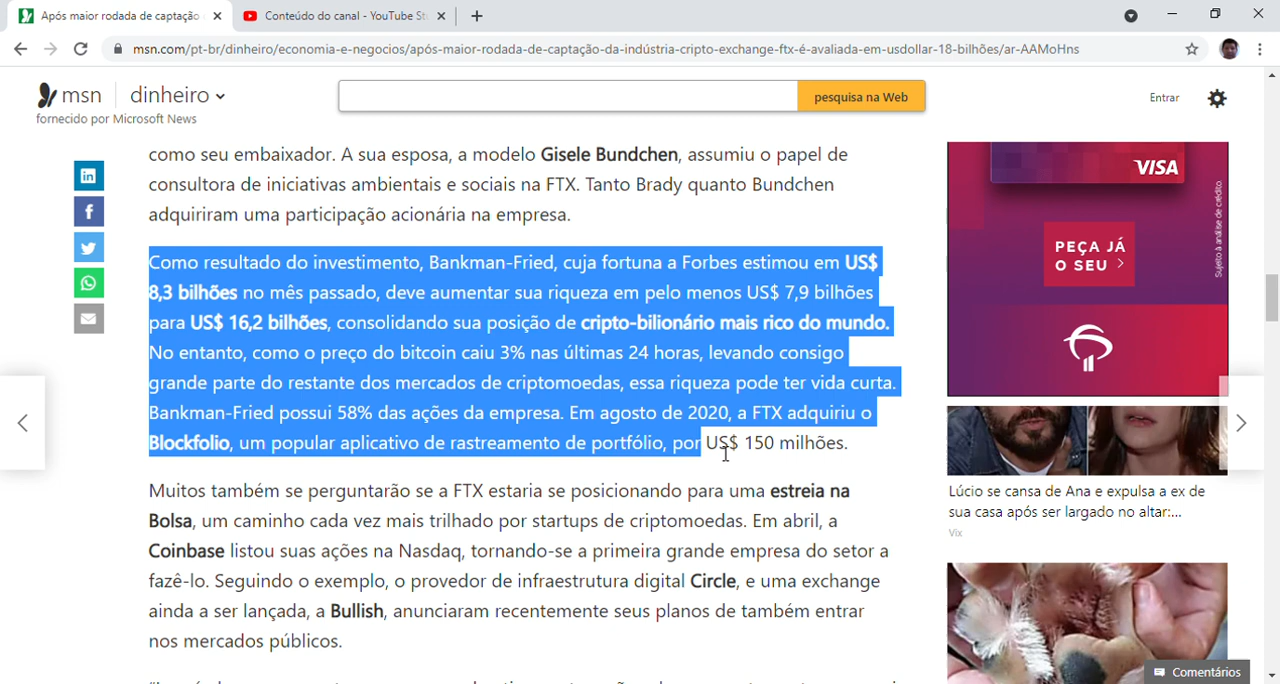 Após maior rodada de captação
Conteúdo do canal - YouTube St
msn.com/pt-br/dinheiro/economia-e-negocios/após-maior-rodada-de-captação-da-indústria-cripto-exchange-ftx-é-avaliada-em-usdollar-18-bilhões/ar-AAMoHns
msn dinheiro
pesquisa na Web
Entrar
fornecido por Microsoft News
como seu embaixador. A sua esposa, a modelo Gisele Bundchen, assumiu o papel de
consultora de iniciativas ambientais e sociais na FTX. Tanto Brady quanto Bundchen
adquiriram uma participação acionária na empresa.
Como resultado do investimento, Bankman-Fried, cuja fortuna a Forbes estimou em US$
8,3 bilhões no mês passado, deve aumentar sua riqueza em pelo menos US$ 7,9 bilhões
para US$ 16,2 bilhões, consolidando sua posição de cripto-bilionário mais rico do mundo.
No entanto, como o preço do bitcoin caiu 3% nas últimas 24 horas, levando consigo
grande parte do restante dos mercados de criptomoedas, essa riqueza pode ter vida curta.
Bankman-Fried possui 58% das ações da empresa. Em agosto de 2020, a FTX adquiriu o
Blockfolio, um popular aplicativo de rastreamento de portfólio, por US$ 150 milhões.
Muitos também se perguntarão se a FTX estaria se posicionando para uma estreia na
Bolsa, um caminho cada vez mais trilhado por startups de criptomoedas. Em abril, a
Coinbase listou suas ações na Nasdaq, tornando-se a primeira grande empresa do setor a
fazê-lo. Seguindo o exemplo, o provedor de infraestrutura digital Circle, e uma exchange
ainda a ser lançada, a Bullish, anunciaram recentemente seus planos de também entrar
nos mercados públicos.
VISA
Sujeito à análise de crédito.
PEÇA JÁ
O SEU
Lúcio se cansa de Ana e expulsa a ex de
sua casa após ser largado no altar:...
Vix
Comentários